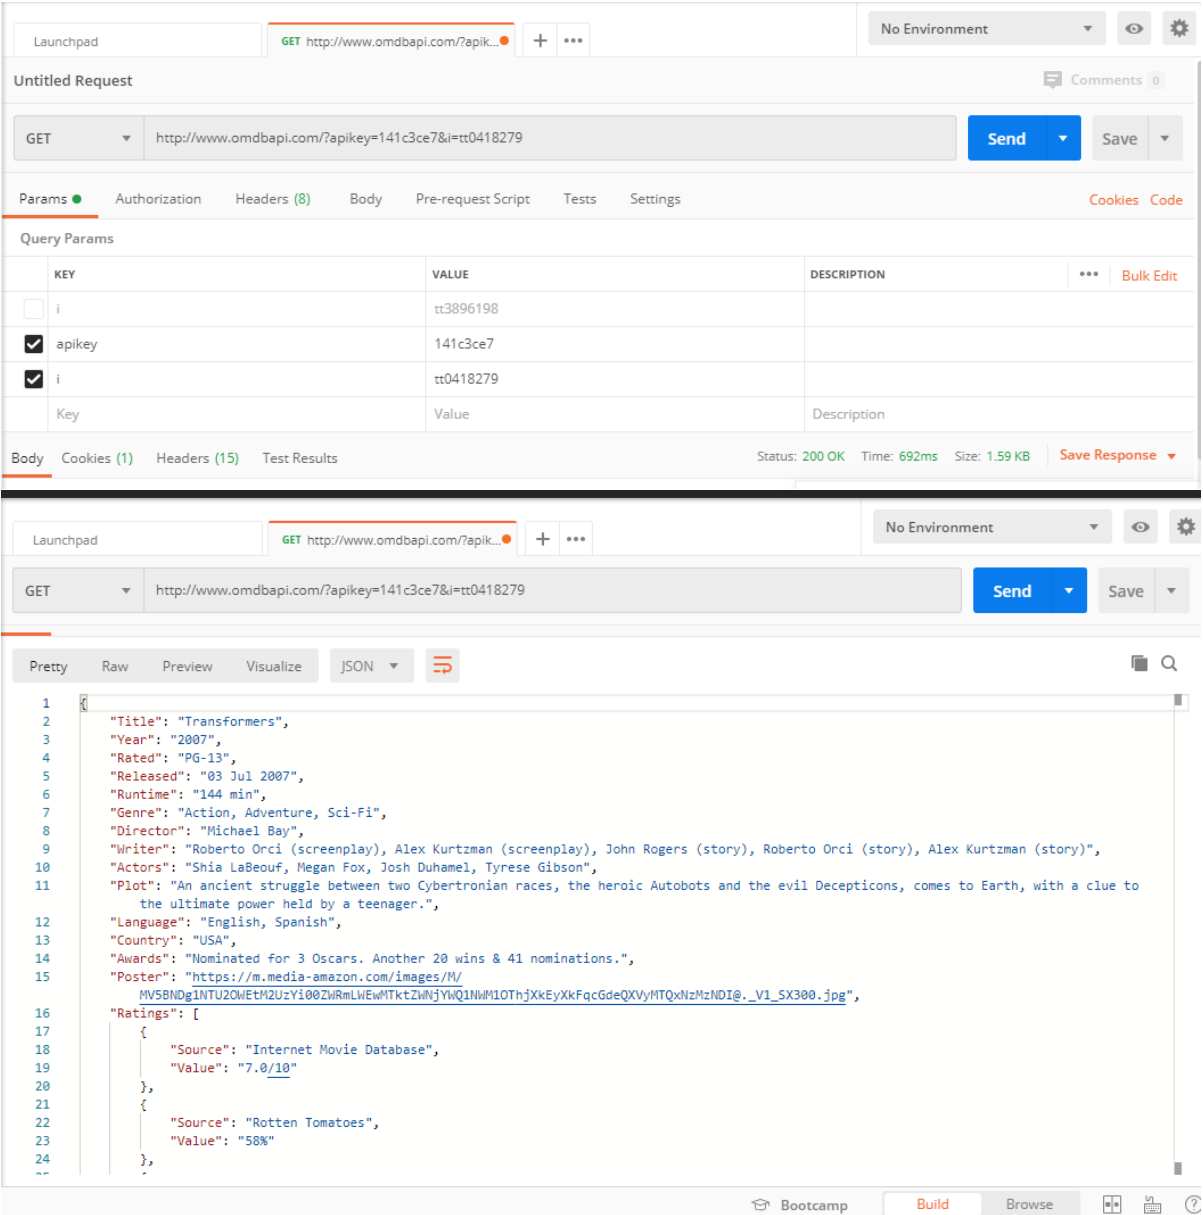 Launchpad GET http://www.omdbapi.com/?apik... + ••• No Environment
Untitled Request Comments 0
GET http://www.omdbapi.com/?apikey=141c3ce7&i=tt0418279 Send Save
Params Authorization Headers (8) Body Pre-request Script Tests Settings Cookies Code
Query Params
KEY VALUE DESCRIPTION ••• Bulk Edit
i tt3896198
apikey 141c3ce7
i tt0418279
Key Value Description
Body Cookies (1) Headers (15) Test Results Status: 200 OK Time: 692ms Size: 1.59 KB Save Response
Launchpad GET http://www.omdbapi.com/?apik... + ••• No Environment
GET http://www.omdbapi.com/?apikey=141c3ce7&i=tt0418279 Send Save
Pretty Raw Preview Visualize JSON
1 {
2 "Title": "Transformers",
3 "Year": "2007",
4 "Rated": "PG-13",
5 "Released": "03 Jul 2007",
6 "Runtime": "144 min",
7 "Genre": "Action, Adventure, Sci-Fi",
8 "Director": "Michael Bay",
9 "Writer": "Roberto Orci (screenplay), Alex Kurtzman (screenplay), John Rogers (story), Roberto Orci (story), Alex Kurtzman (story)",
10 "Actors": "Shia LaBeouf, Megan Fox, Josh Duhamel, Tyrese Gibson",
11 "Plot": "An ancient struggle between two Cybertronian races, the heroic Autobots and the evil Decepticons, comes to Earth, with a clue to
the ultimate power held by a teenager.",
12 "Language": "English, Spanish",
13 "Country": "USA",
14 "Awards": "Nominated for 3 Oscars. Another 20 wins & 41 nominations.",
15 "Poster": "https://m.media-amazon.com/images/M/
MV5BNDg1NTU2OWEtM2UzYi00ZWRmLWEwMTktZWNjYWQ1NWM1OThjXkEyXkFqcGdeQXVyMTQxNzMzNDI@._V1_SX300.jpg",
16 "Ratings": [
17 {
18 "Source": "Internet Movie Database",
19 "Value": "7.0/10"
20 },
21 {
22 "Source": "Rotten Tomatoes",
23 "Value": "58%"
24 },
Bootcamp Build Browse